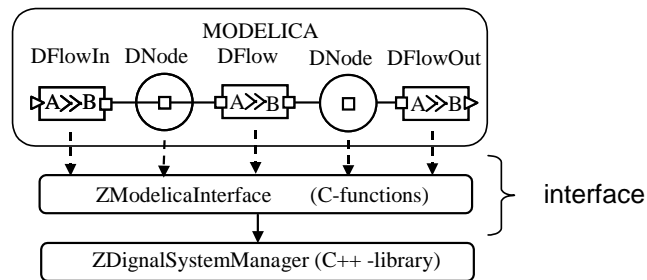 MODELICA
DFlowIn DNode DFlow DNode DFlowOut
A>>B A>>B A>>B
ZModelicaInterface (C-functions)
interface
ZDignalSystemManager (C++ -library)